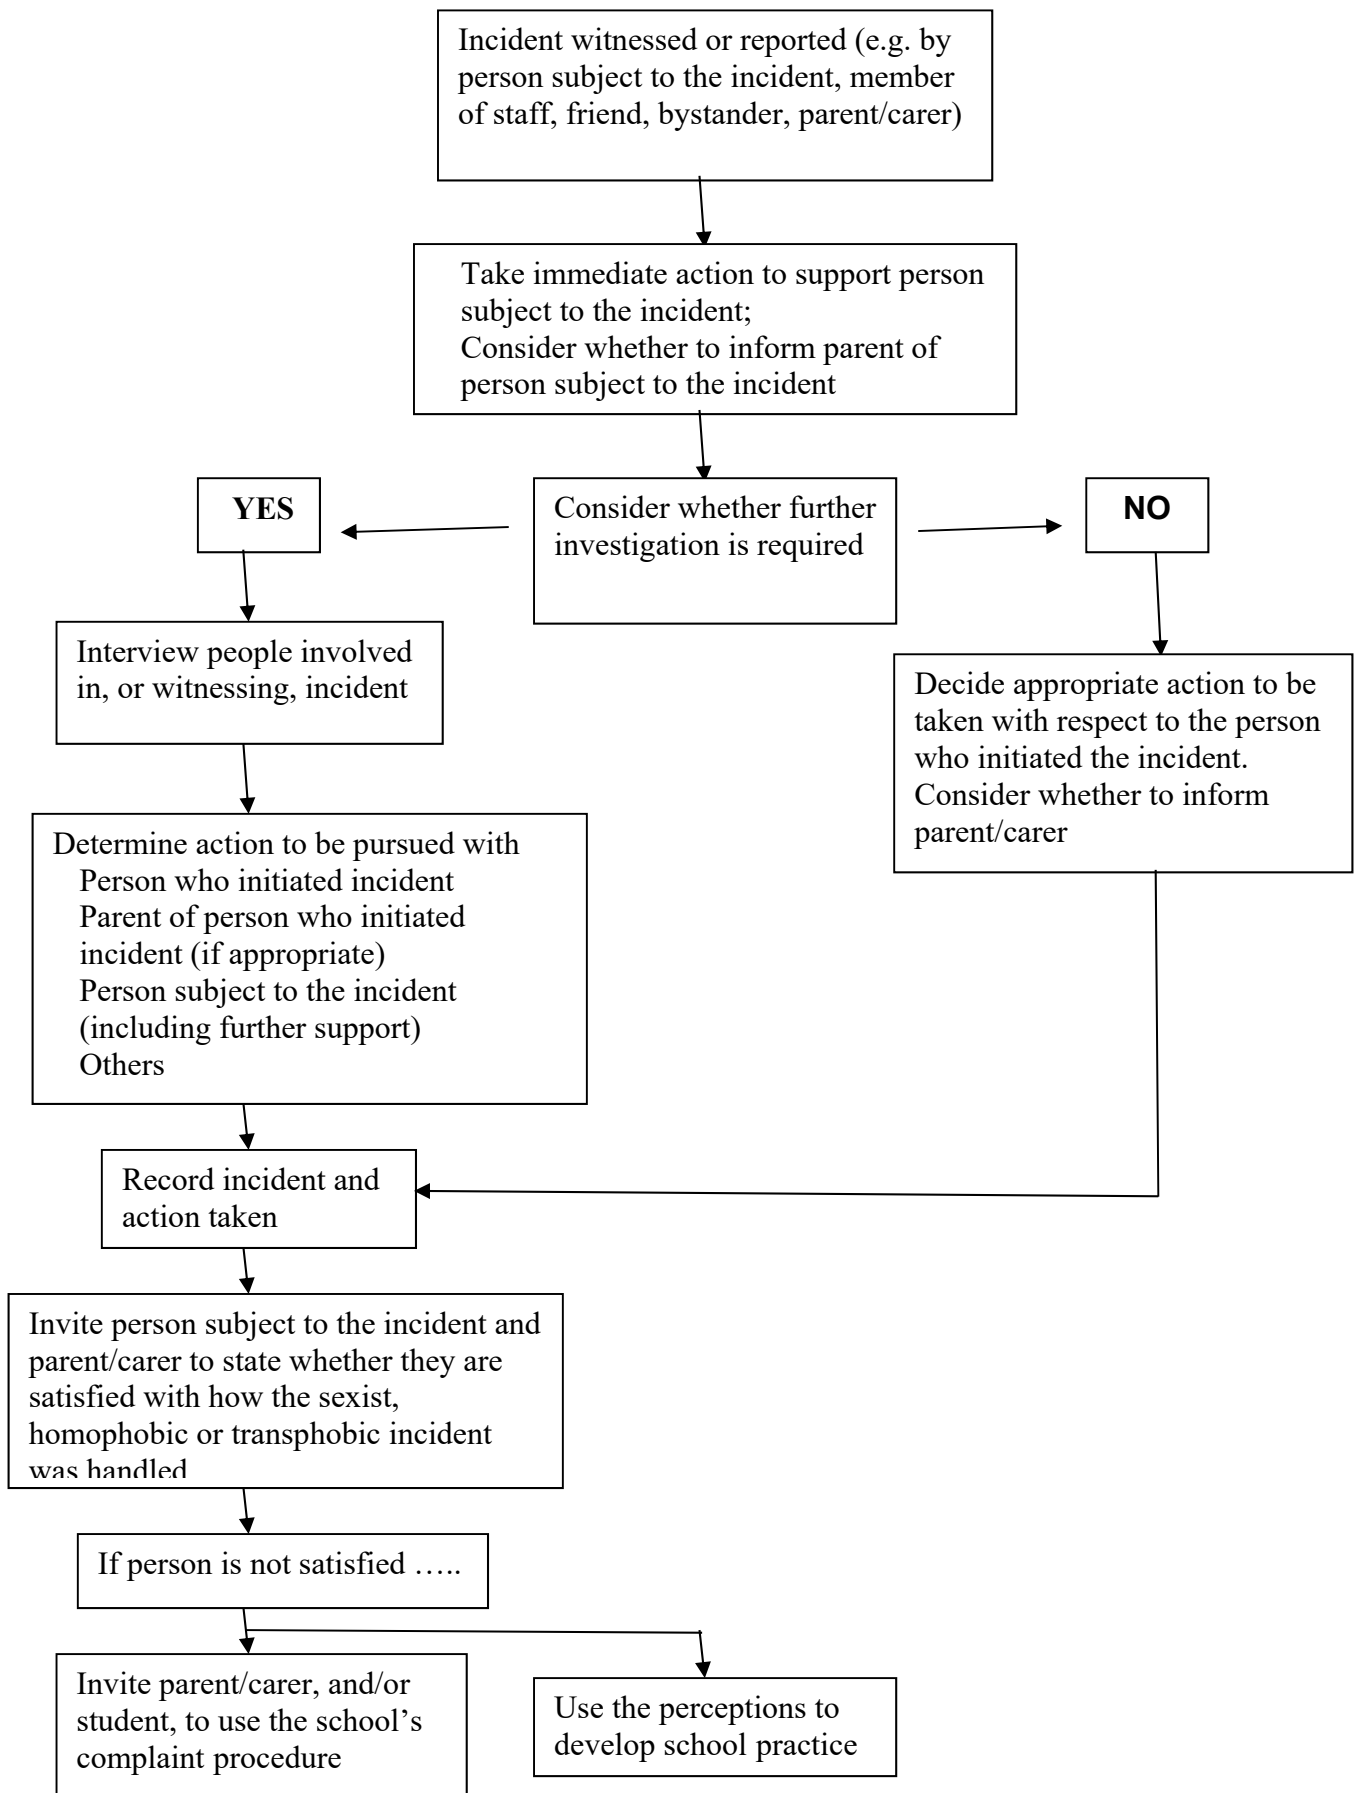 Incident witnessed or reported (e.g. by
person subject to the incident, member
of staff, friend, bystander, parent/carer)
Take immediate action to support person
subject to the incident;
Consider whether to inform parent of
person subject to the incident
YES
Consider whether further
investigation is required
NO
Interview people involved
in, or witnessing, incident
Decide appropriate action to be
taken with respect to the person
who initiated the incident.
Consider whether to inform
parent/carer
Determine action to be pursued with
Person who initiated incident
Parent of person who initiated
incident (if appropriate)
Person subject to the incident
(including further support)
Others
Record incident and
action taken
Invite person subject to the incident and
parent/carer to state whether they are
satisfied with how the sexist,
homophobic or transphobic incident
was handled
If person is not satisfied …..
Invite parent/carer, and/or
student, to use the school’s
complaint procedure
Use the perceptions to
develop school practice